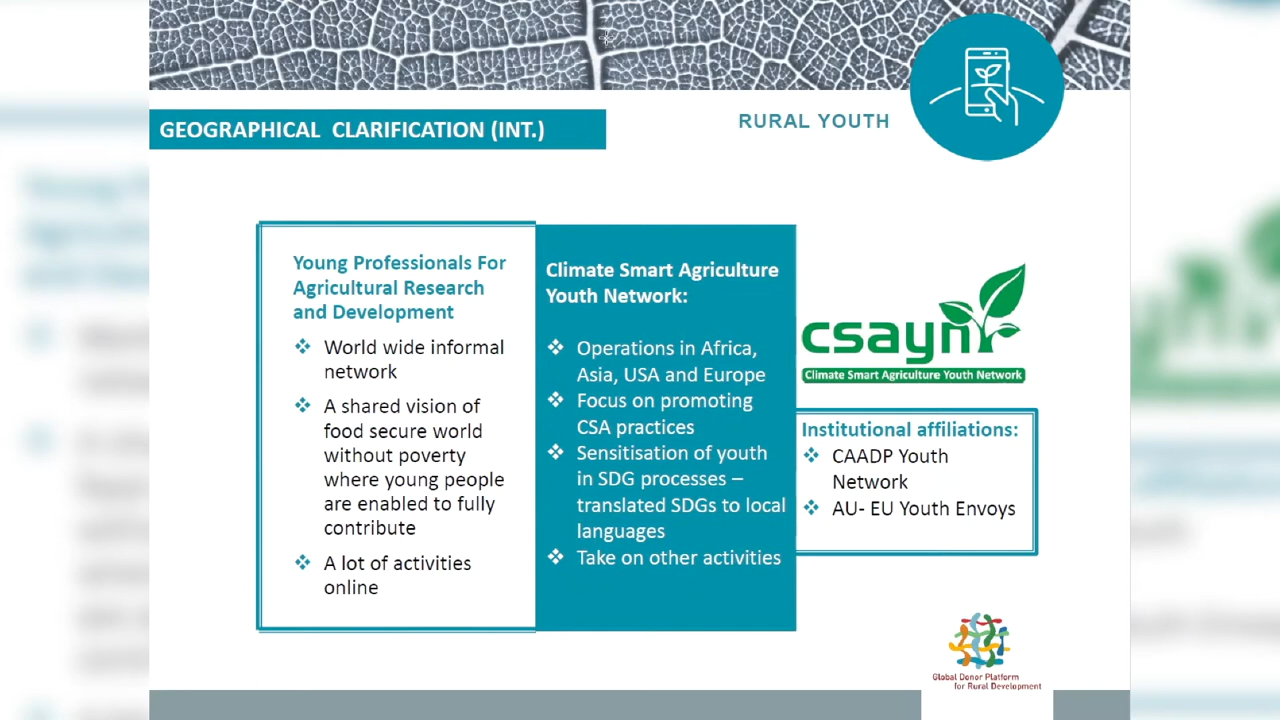 GEOGRAPHICAL CLARIFICATION (INT.)
RURAL YOUTH
Young Professionals For
Agricultural Research
and Development
World wide informal
network
A shared vision of
food secure world
without poverty
where young people
are enabled to fully
contribute
A lot of activities
online
Climate Smart Agriculture
Youth Network:
Operations in Africa,
Asia, USA and Europe
Focus on promoting
CSA practices
Sensitisation of youth
in SDG processes –
translated SDGs to local
languages
Take on other activities
csayn
Climate Smart Agriculture Youth Network
Institutional affiliations:
CAADP Youth
Network
AU- EU Youth Envoys
Global Donor Platform
for Rural Development